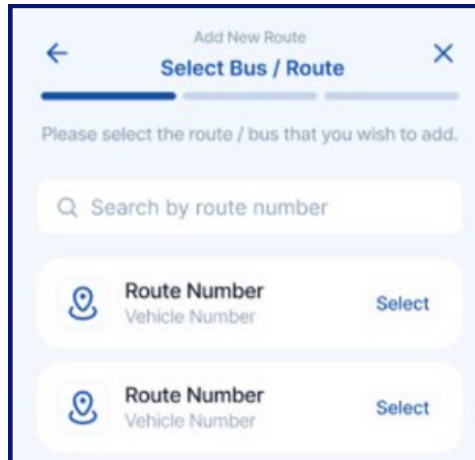 Add New Route
Select Bus / Route
Please select the route / bus that you wish to add.
Search by route number
Route Number
Vehicle Number
Select
Route Number
Vehicle Number
Select